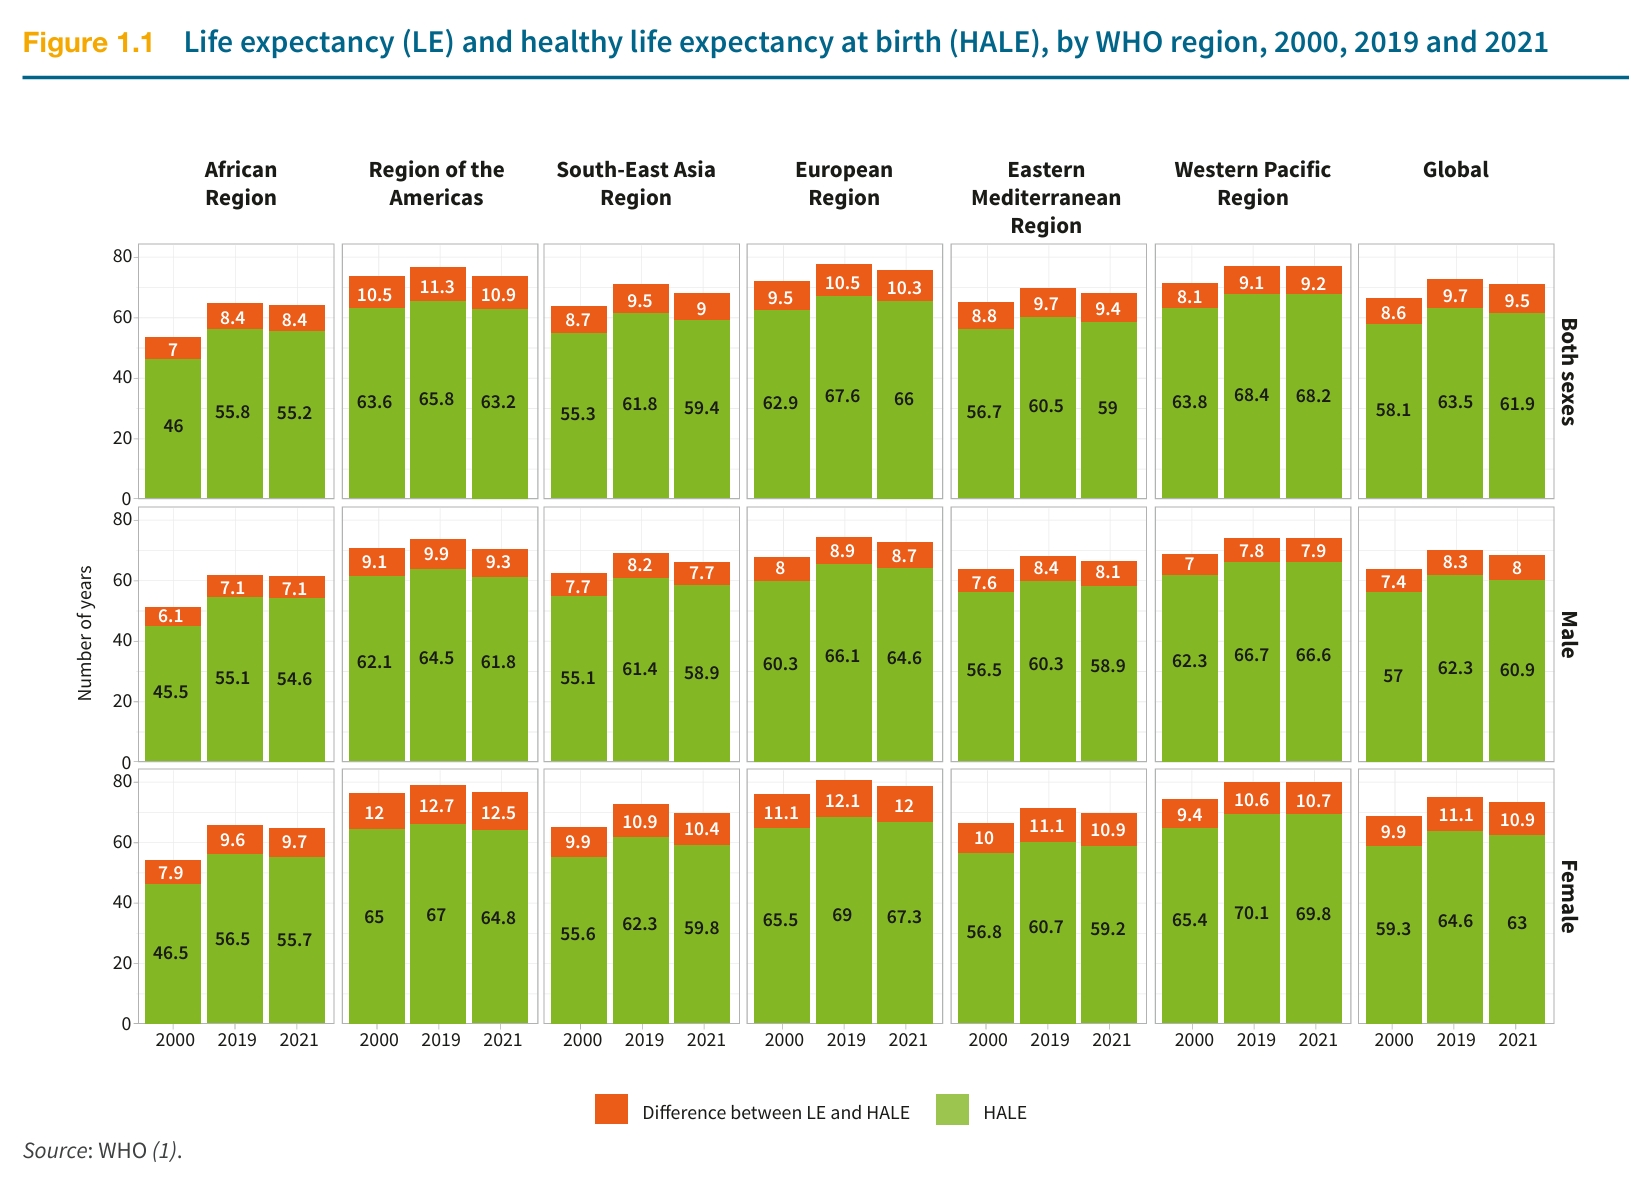 Figure 1.1 Life expectancy (LE) and healthy life expectancy at birth (HALE), by WHO region, 2000, 2019 and 2021
African Region
Region of the Americas
South-East Asia Region
European Region
Eastern Mediterranean Region
Western Pacific Region
Global
Number of years
80
60
40
20
0
7 8.4 8.4
46 55.8 55.2
10.5 11.3 10.9
63.6 65.8 63.2
8.7 9.5 9
55.3 61.8 59.4
9.5 10.5 10.3
62.9 67.6 66
8.8 9.7 9.4
56.7 60.5 59
8.1 9.1 9.2
63.8 68.4 68.2
8.6 9.7 9.5
58.1 63.5 61.9
Both sexes
80
60
40
20
0
6.1 7.1 7.1
45.5 55.1 54.6
9.1 9.9 9.3
62.1 64.5 61.8
7.7 8.2 7.7
55.1 61.4 58.9
8 8.9 8.7
60.3 66.1 64.6
7.6 8.4 8.1
56.5 60.3 58.9
7 7.8 7.9
62.3 66.7 66.6
7.4 8.3 8
57 62.3 60.9
Male
80
60
40
20
0
7.9 9.6 9.7
46.5 56.5 55.7
12 12.7 12.5
65 67 64.8
9.9 10.9 10.4
55.6 62.3 59.8
11.1 12.1 12
65.5 69 67.3
10 11.1 10.9
56.8 60.7 59.2
9.4 10.6 10.7
65.4 70.1 69.8
9.9 11.1 10.9
59.3 64.6 63
Female
2000 2019 2021
2000 2019 2021
2000 2019 2021
2000 2019 2021
2000 2019 2021
2000 2019 2021
2000 2019 2021
Difference between LE and HALE
HALE
Source: WHO (1).